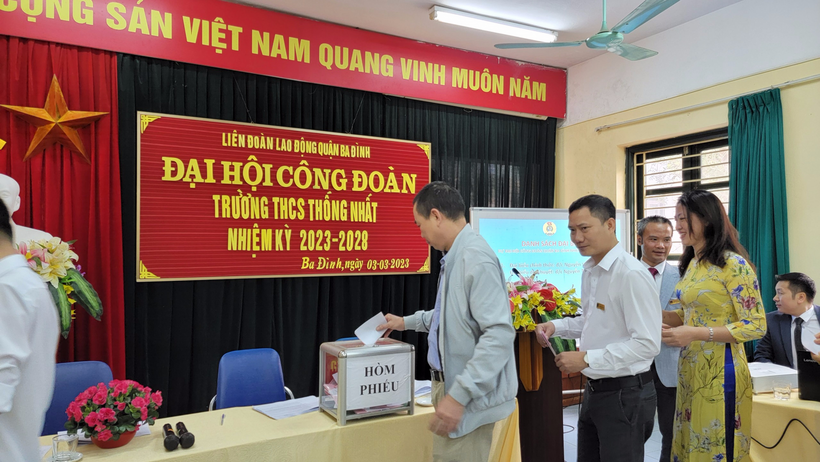 CỘNG SẢN VIỆT NAM QUANG VINH MUÔN NĂM
LIÊN ĐOÀN LAO ĐỘNG QUẬN BA ĐÌNH
ĐẠI HỘI CÔNG ĐOÀN
TRƯỜNG THCS THỐNG NHẤT
NHIỆM KỲ 2023-2028
Ba Đình, ngày 03-03-2023
HÒM
PHIẾU